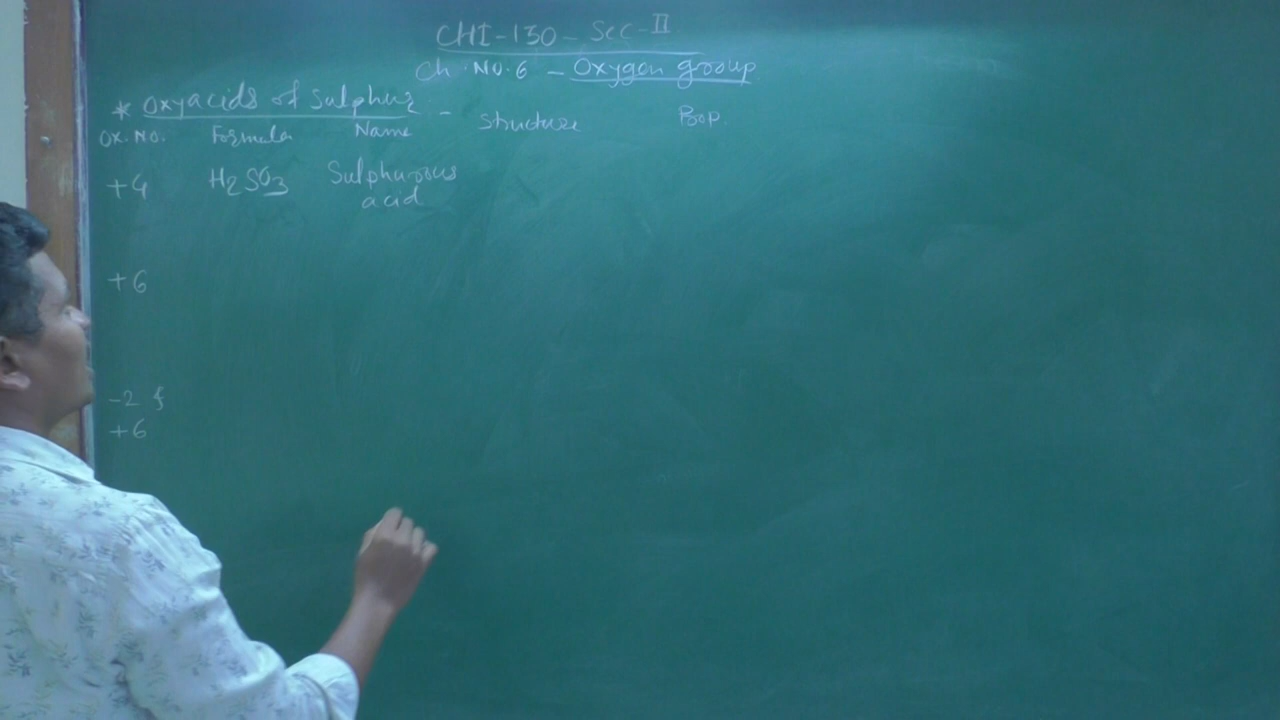 CHI-130 - Sec-II
Ch. No. 6 - Oxygen group
* Oxyacids of Sulphur -
Ox. No. Formula Name Structure Prop.
+4 H2SO3 Sulphurous
acid
+6
-2 &
+6